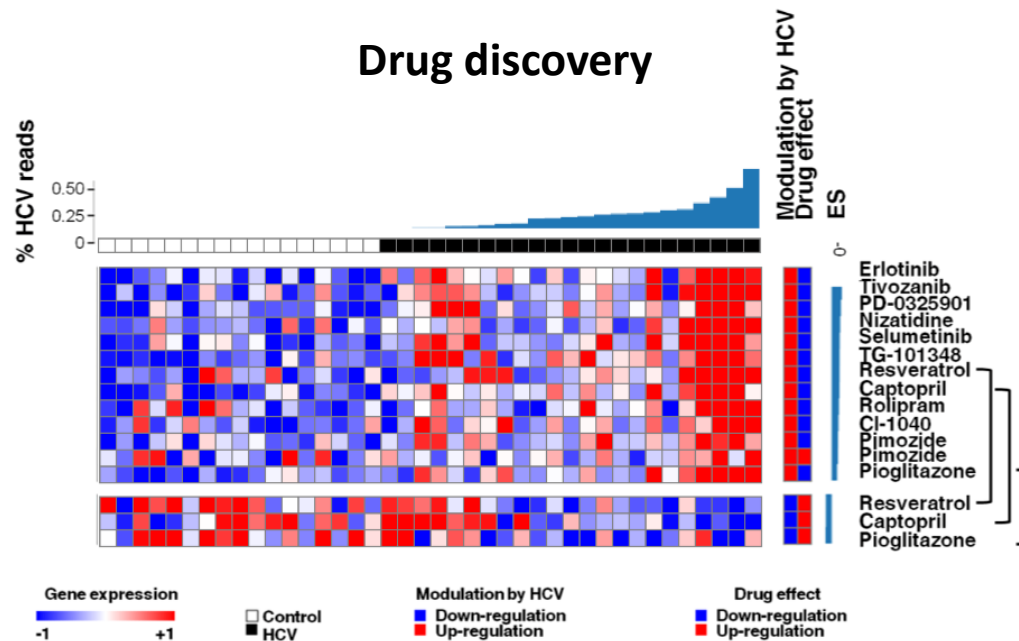 Drug discovery
% HCV reads
0.50
0.25
0
Modulation by HCV
Drug effect
ES
0
Erlotinib
Tivozanib
PD-0325901
Nizatidine
Selumetinib
TG-101348
Resveratrol
Captopril
Rolipram
CI-1040
Pimozide
Pimozide
Pioglitazone
Resveratrol
Captopril
Pioglitazone
Gene expression
-1 +1
Control
HCV
Modulation by HCV
Down-regulation
Up-regulation
Drug effect
Down-regulation
Up-regulation